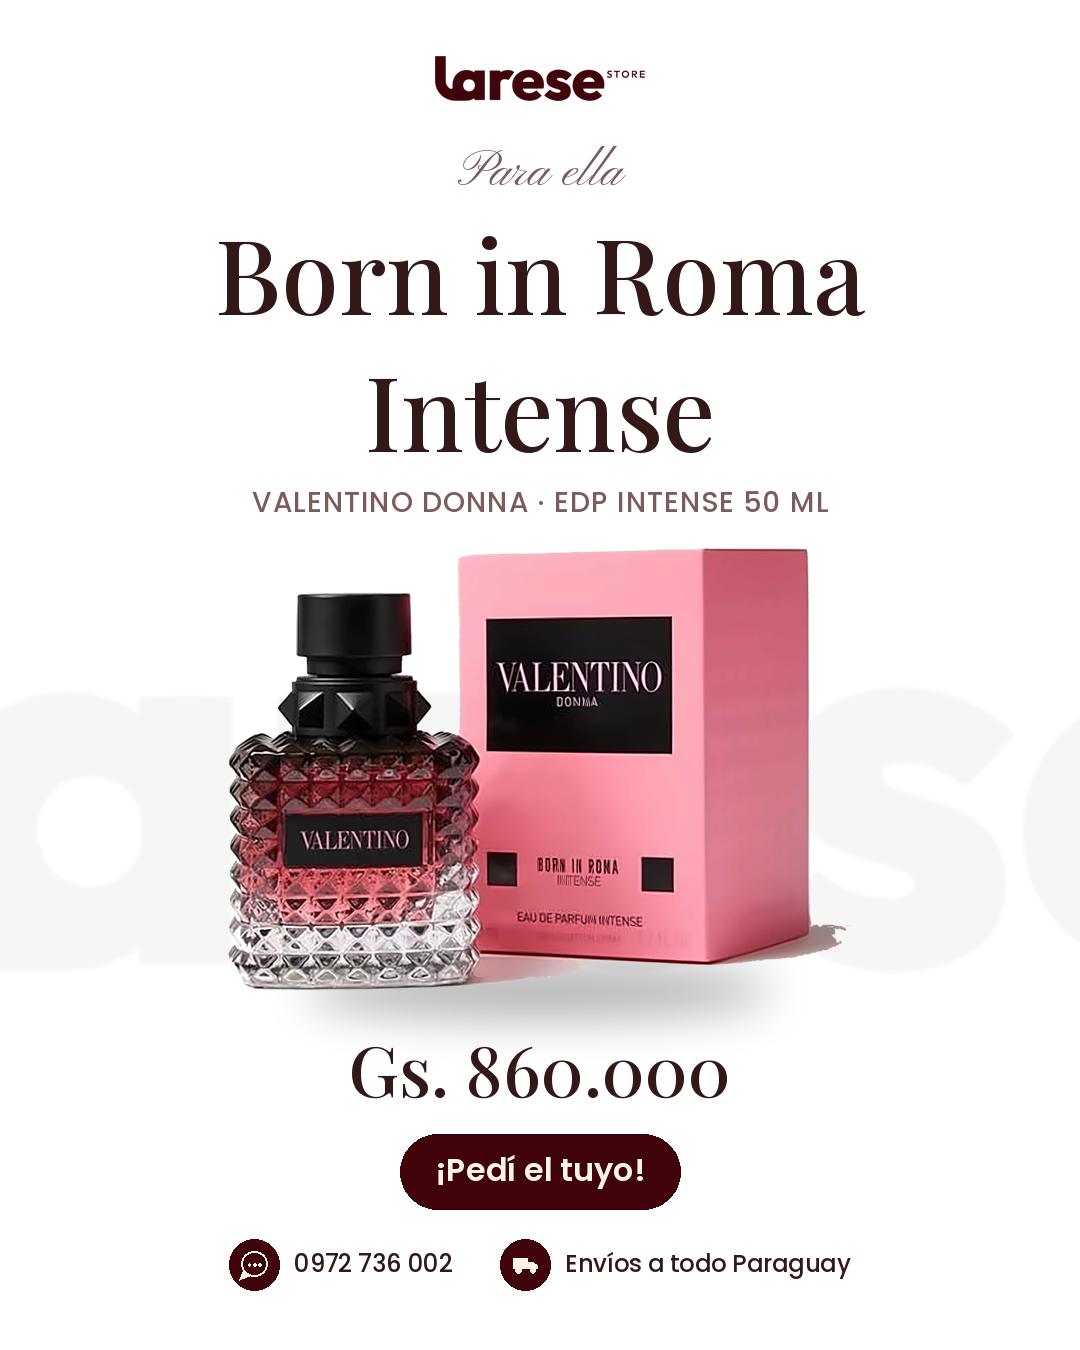 larese STORE
Para ella
Born in Roma
Intense
VALENTINO DONNA · EDP INTENSE 50 ML
VALENTINO
DONNA
VALENTINO
BORN IN ROMA
INTENSE
EAU DE PARFUM INTENSE
Gs. 860.000
¡Pedí el tuyo!
0972 736 002
Envíos a todo Paraguay